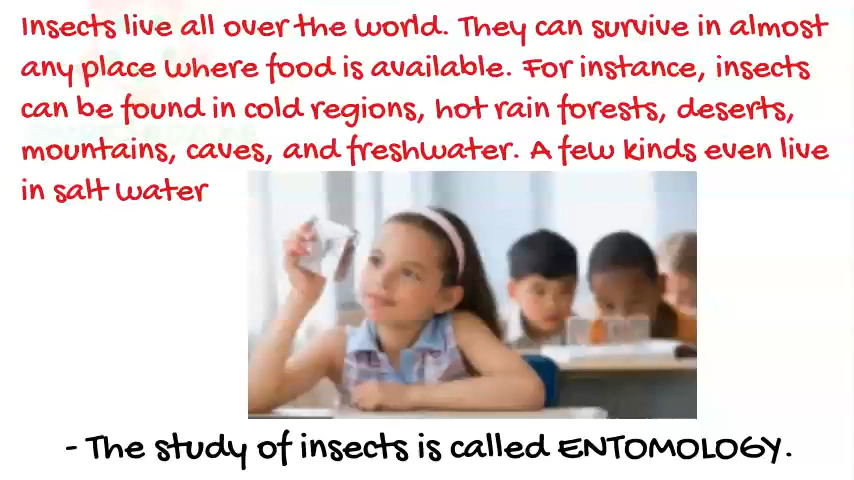 Insects live all over the world. They can survive in almost
any place where food is available. For instance, insects
can be found in cold regions, hot rain forests, deserts,
mountains, caves, and freshwater. A few kinds even live
in salt water
- The study of insects is called ENTOMOLOGY.